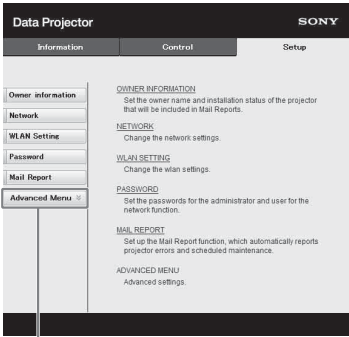 Data Projector
SONY
Information
Control
Setup
Owner information
Network
WLAN Setting
Password
Mail Report
Advanced Menu
OWNER INFORMATION
Set the owner name and installation status of the projector
that will be included in Mail Reports.
NETWORK
Change the network settings.
WLAN SETTING
Change the wlan settings.
PASSWORD
Set the passwords for the administrator and user for the
network function.
MAIL REPORT
Set up the Mail Report function, which automatically reports
projector errors and scheduled maintenance.
ADVANCED MENU
Advanced settings.